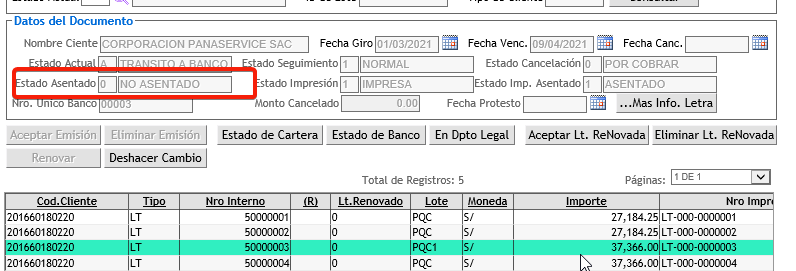 Datos del Documento
Nombre Ciente CORPORACION PANASERVICE SAC Fecha Giro 01/03/2021 Fecha Venc. 09/04/2021 Fecha Canc.
Estado Actual A TRANSITO A BANCO Estado Seguimiento 1 NORMAL Estado Cancelación 0 POR COBRAR
Estado Asentado 0 NO ASENTADO Estado Impresión 1 IMPRESA Estado Imp. Asentado 1 ASENTADO
Nro. Unico Banco 00003 Monto Cancelado 0.00 Fecha Protesto ...Mas Info. Letra
Aceptar Emisión Eliminar Emisión Estado de Cartera Estado de Banco En Dpto Legal Aceptar Lt. ReNovada Eliminar Lt. ReNovada
Renovar Deshacer Cambio
Total de Registros: 5 Páginas: 1 DE 1
Cod.Cliente Tipo Nro Interno (R) Lt.Renovado Lote Moneda Importe Nro Impre
201660180220 LT 50000001 0 PQC S/ 27,184.25 LT-000-0000001
201660180220 LT 50000002 0 PQC S/ 27,184.25 LT-000-0000002
201660180220 LT 50000003 0 PQC1 S/ 37,366.00 LT-000-0000003
201660180220 LT 50000004 0 PQC S/ 37,366.00 LT-000-0000004